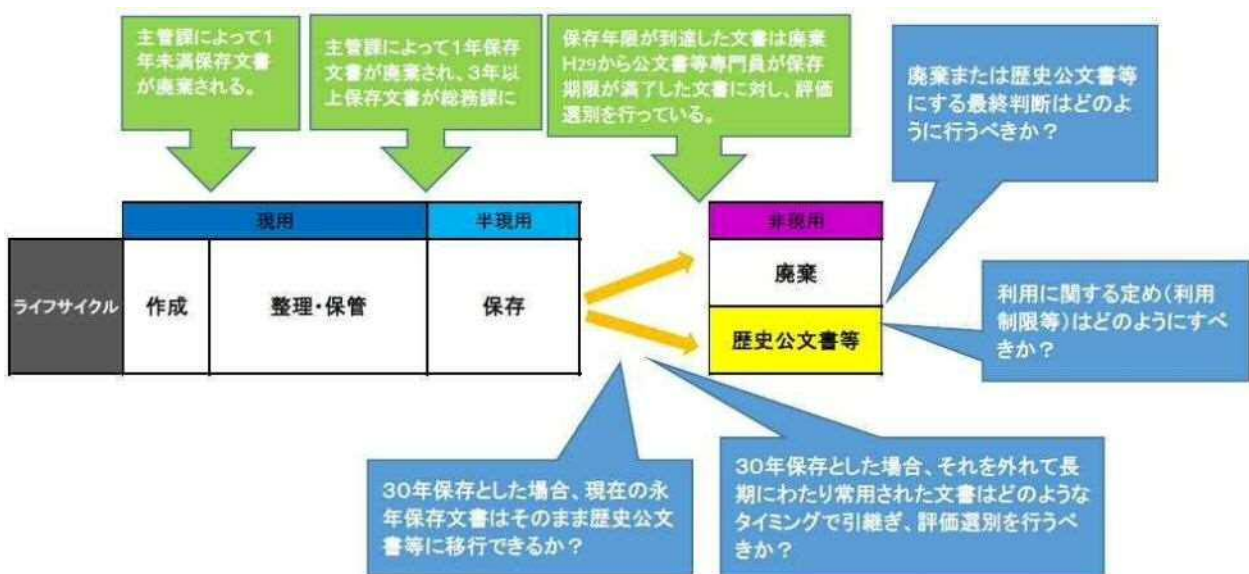 主管課によって1
年未満保存文書
が廃棄される。
主管課によって1年保存
文書が廃棄され、3年以
上保存文書が総務課に
保存年限が到達した文書は廃棄
H29から公文書等専門員が保存
期限が満了した文書に対し、評価
選別を行っている。
廃棄または歴史公文書等
にする最終判断はどのよ
うに行うべきか？
現用
半現用
非現用
ライフサイクル
作成
整理・保管
保存
廃棄
歴史公文書等
利用に関する定め（利用
制限等）はどのようにすべ
きか？
30年保存とした場合、現在の永
年保存文書はそのまま歴史公文
書等に移行できるか？
30年保存とした場合、それを外れて長
期にわたり常用された文書はどのような
タイミングで引継ぎ、評価選別を行うべ
きか？